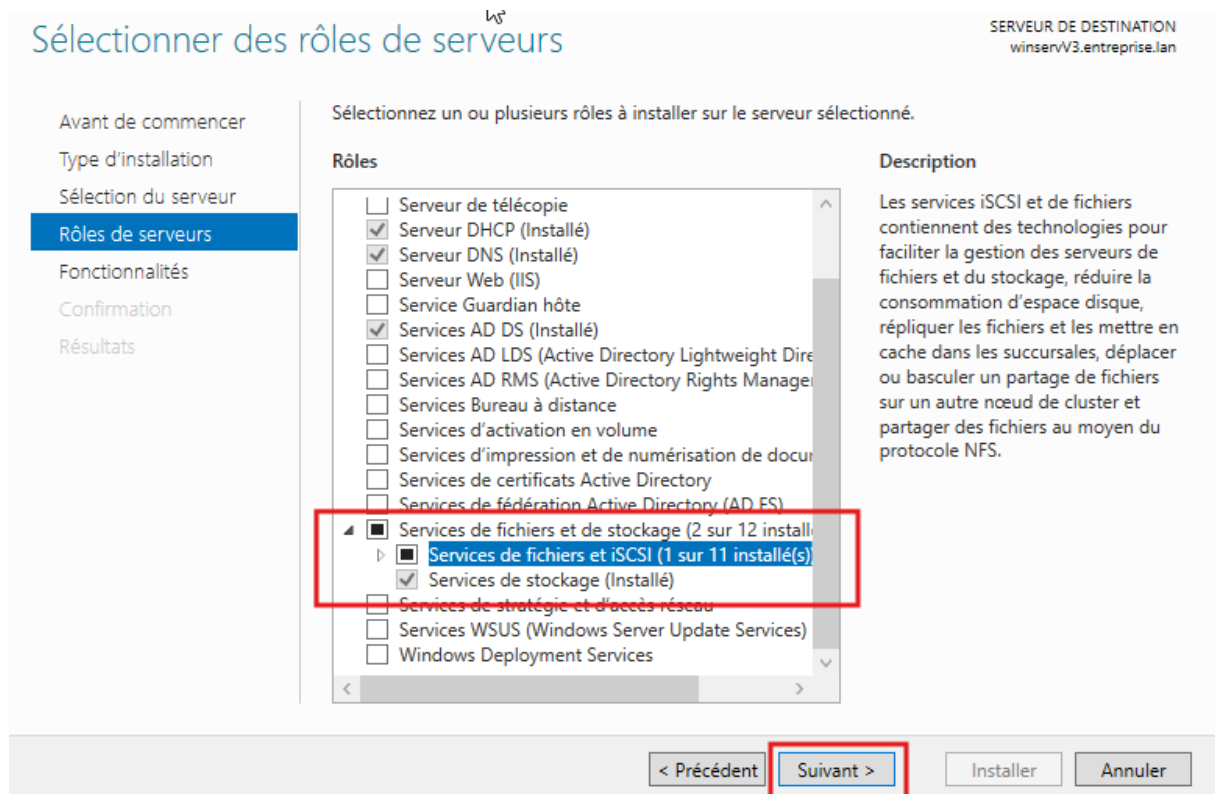 Sélectionner des rôles de serveurs
SERVEUR DE DESTINATION
winservV3.entreprise.lan
Avant de commencer
Type d'installation
Sélection du serveur
Rôles de serveurs
Fonctionnalités
Confirmation
Résultats
Sélectionnez un ou plusieurs rôles à installer sur le serveur sélectionné.
Rôles
Serveur de télécopie
Serveur DHCP (Installé)
Serveur DNS (Installé)
Serveur Web (IIS)
Service Guardian hôte
Services AD DS (Installé)
Services AD LDS (Active Directory Lightweight Dire
Services AD RMS (Active Directory Rights Manager
Services Bureau à distance
Services d'activation en volume
Services d'impression et de numérisation de docur
Services de certificats Active Directory
Services de fédération Active Directory (AD FS)
Services de fichiers et de stockage (2 sur 12 installé
Services de fichiers et iSCSI (1 sur 11 installé(s))
Services de stockage (Installé)
Services de stratégie et d'accès réseau
Services WSUS (Windows Server Update Services)
Windows Deployment Services
Description
Les services iSCSI et de fichiers
contiennent des technologies pour
faciliter la gestion des serveurs de
fichiers et du stockage, réduire la
consommation d'espace disque,
répliquer les fichiers et les mettre en
cache dans les succursales, déplacer
ou basculer un partage de fichiers
sur un autre nœud de cluster et
partager des fichiers au moyen du
protocole NFS.
< Précédent
Suivant >
Installer
Annuler